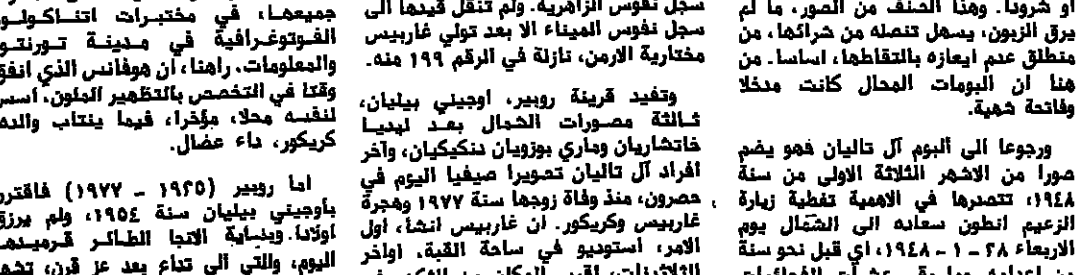 او شرودا. وهذا الصنف من الصور، ما لم
يرق الزبون، يسهل تنصله من شرائها، من
منطلق عدم ايعازه بالتقاطها، اساسا. من
هنا ان البومات المحال كانت مدخلا
وفاتحة شهية.
ورجوعا الى ألبوم آل تاليان فهو يضم
صورا من الاشهر الثلاثة الاولى من سنة
١٩٤٨، تتصدرها في الاهمية تغطية زيارة
الزعيم انطون سعاده الى الشمال يوم
الاربعاء ٢٨ - ١ - ١٩٤٨، اي قبل نحو سنة
سجل نفوس الزاهرية. ولم تنقل قيدها الى
سجل نفوس الميناء الا بعد تولي غاربيس
مختارية الارمن، نازلة في الرقم ١٩٩ منه.
وتفيد قرينة روبير، اوجيني بيليان،
ثالثة مصورات الشمال بعد ليديا
خاتشاريان وماري بوزويان دنكيكيان، وآخر
افراد آل تاليان تصويرا صيفيا اليوم في
حصرون، منذ وفاة زوجها سنة ١٩٧٧ وهجرة
غاربيس وكريكور. ان غاربيس انشأ، أول
الامر، استوديو في ساحة القبة، اواخر
جميعها، في مختبرات
الفوتوغرافية في مدينة تورنتو
والمعلومات، راهنا، ان هوفانس الذي انفق
وقتا في التخصص بالتظهير الملون، أسس
لنفسه محلا، مؤخرا، فيما ينتاب والده
كريكور، داء عضال.
اما روبير (١٩٢٥ - ١٩٧٧) فاقترن
بأوجيني بيليان سنة ١٩٥٤، ولم يرزق
اولادا. وبنساية الانجا الطائر قرميدها
اليوم، والتي الى تداع بعد عز قرن، تشهد